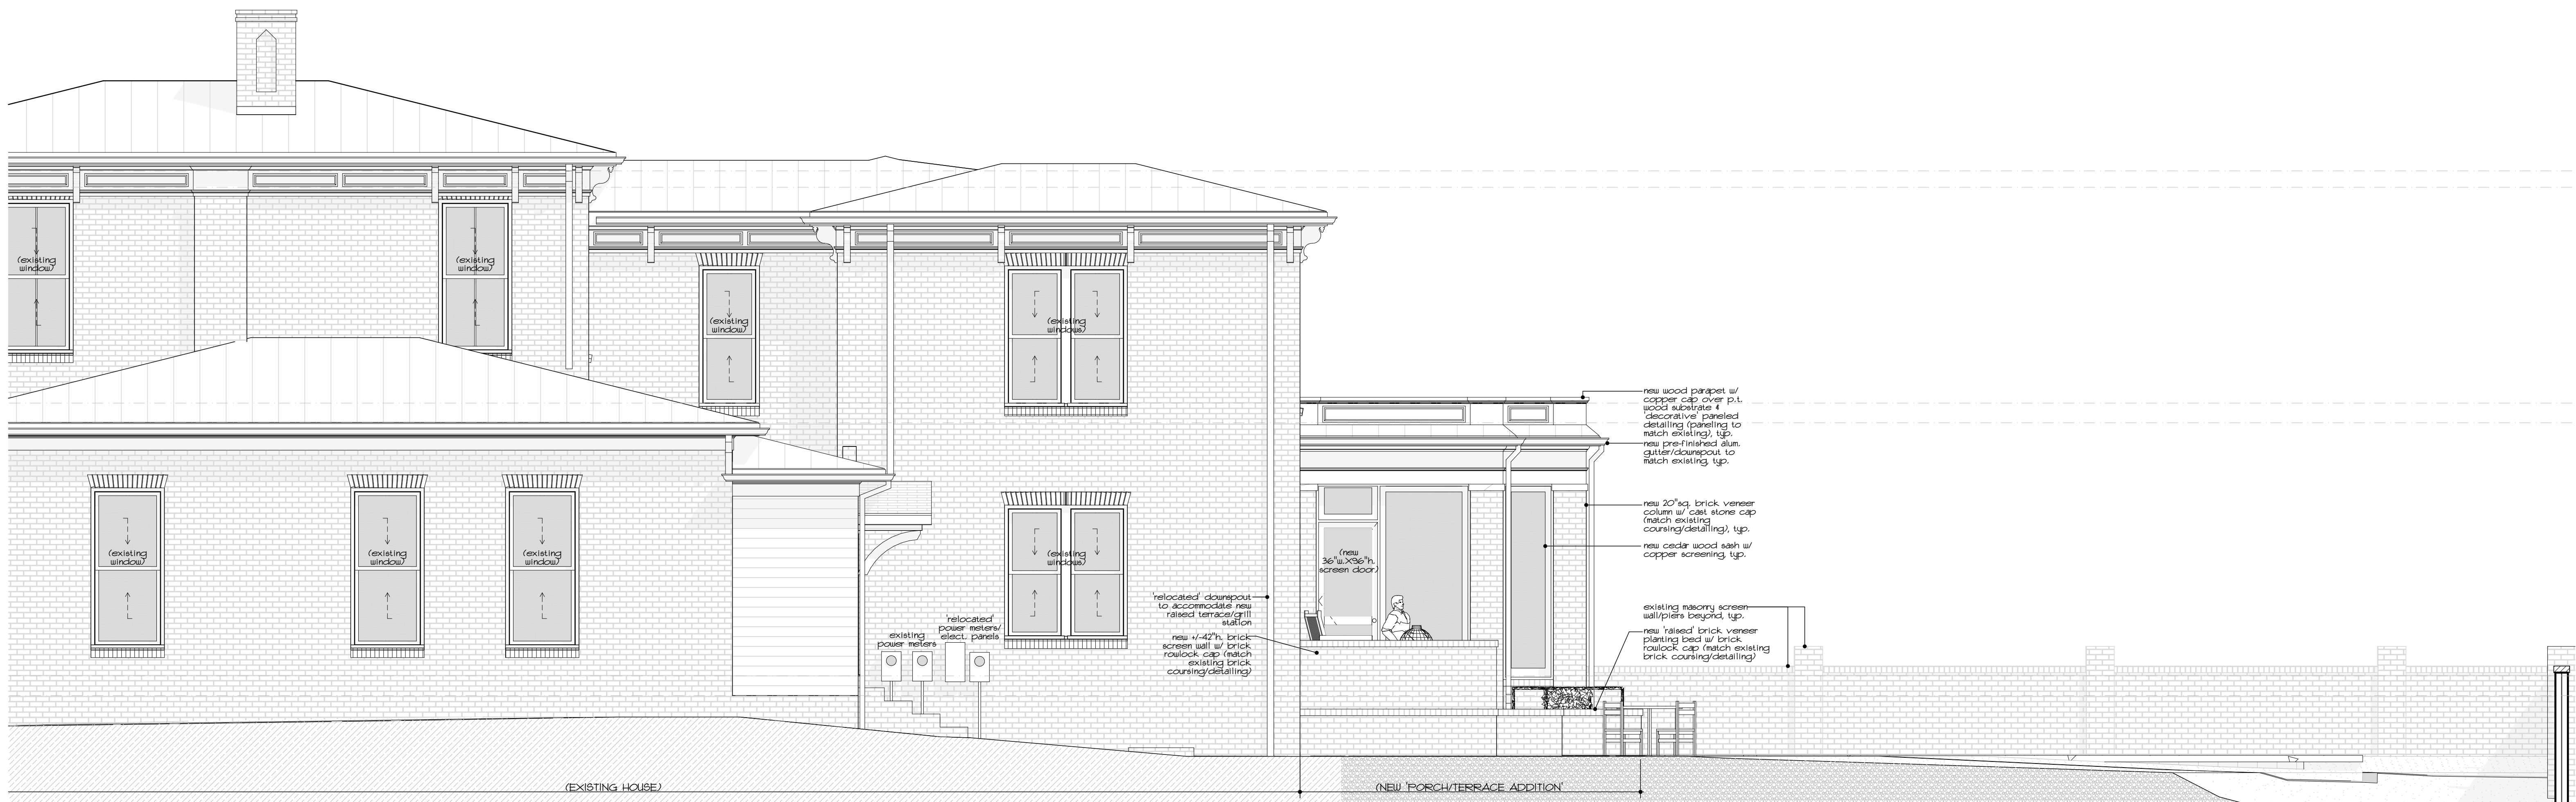 (existing
window)
(existing
window)
(existing
window)
(existing
windows)
new wood parapet w/
copper cap over p.t.
wood substrate &
'decorative' paneled
detailing (paneling to
match existing), typ.
new pre-finished alum.
gutter/downspout to
match existing, typ.
new 20"sq. brick veneer
column w/ cast stone cap
(match existing
coursing/detailing), typ.
new cedar wood sash w/
copper screening, typ.
(existing
window)
(existing
window)
(existing
window)
(existing
windows)
(new
36"w.X96"h.
screen door)
'relocated' downspout
to accommodate new
raised terrace/grill
station
new +/-42"h. brick
screen wall w/ brick
rowlock cap (match
existing brick
coursing/detailing)
'relocated'
power meters/
elect. panels
existing
power meters
existing masonry screen
wall/piers beyond, typ.
new 'raised' brick veneer
planting bed w/ brick
rowlock cap (match existing
brick coursing/detailing)
(EXISTING HOUSE)
(NEW 'PORCH/TERRACE ADDITION'